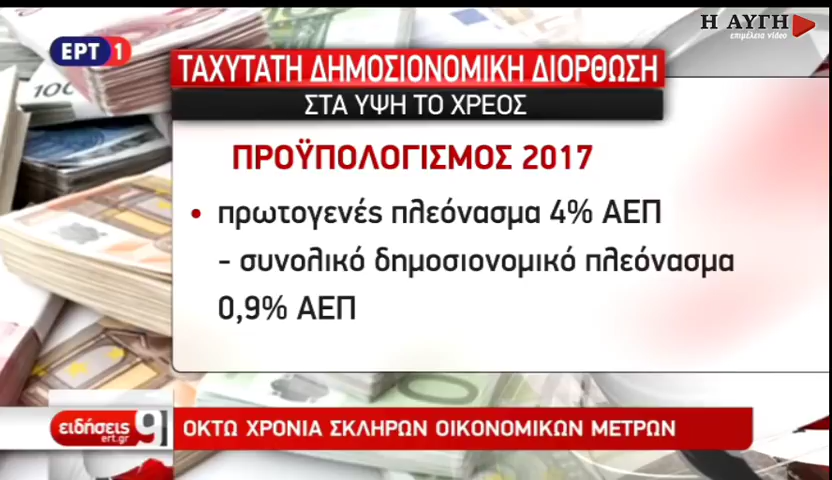 Η ΑΥΓΗ
επιμέλεια video
ΕΡΤ 1
ΤΑΧΥΤΑΤΗ ΔΗΜΟΣΙΟΝΟΜΙΚΗ ΔΙΟΡΘΩΣΗ
ΣΤΑ ΥΨΗ ΤΟ ΧΡΕΟΣ
100
ΠΡΟΫΠΟΛΟΓΙΣΜΟΣ 2017
• πρωτογενές πλεόνασμα 4% ΑΕΠ
- συνολικό δημοσιονομικό πλεόνασμα
0,9% ΑΕΠ
ειδήσεις 9
ert.gr
ΟΚΤΩ ΧΡΟΝΙΑ ΣΚΛΗΡΩΝ ΟΙΚΟΝΟΜΙΚΩΝ ΜΕΤΡΩΝ